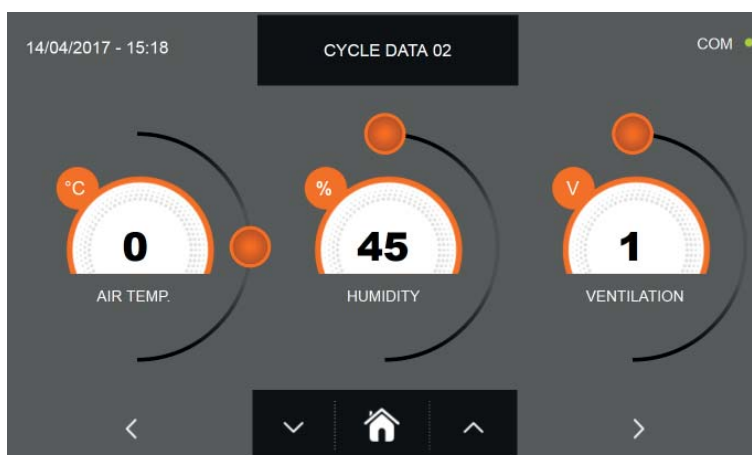 14/04/2017 - 15:18
CYCLE DATA 02
COM
°C
%
V
0
45
1
AIR TEMP.
HUMIDITY
VENTILATION